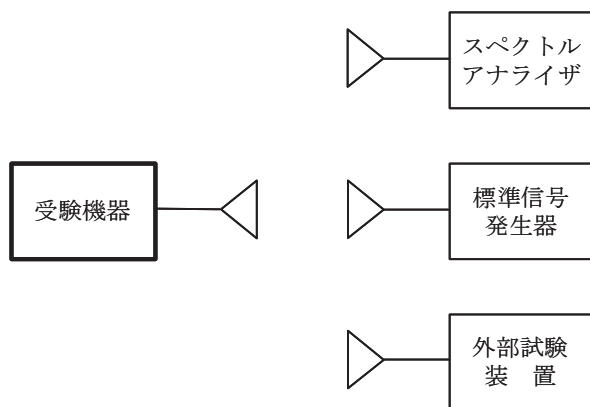 スペクトル
アナライザ
受験機器
標準信号
発生器
外部試験
装　置